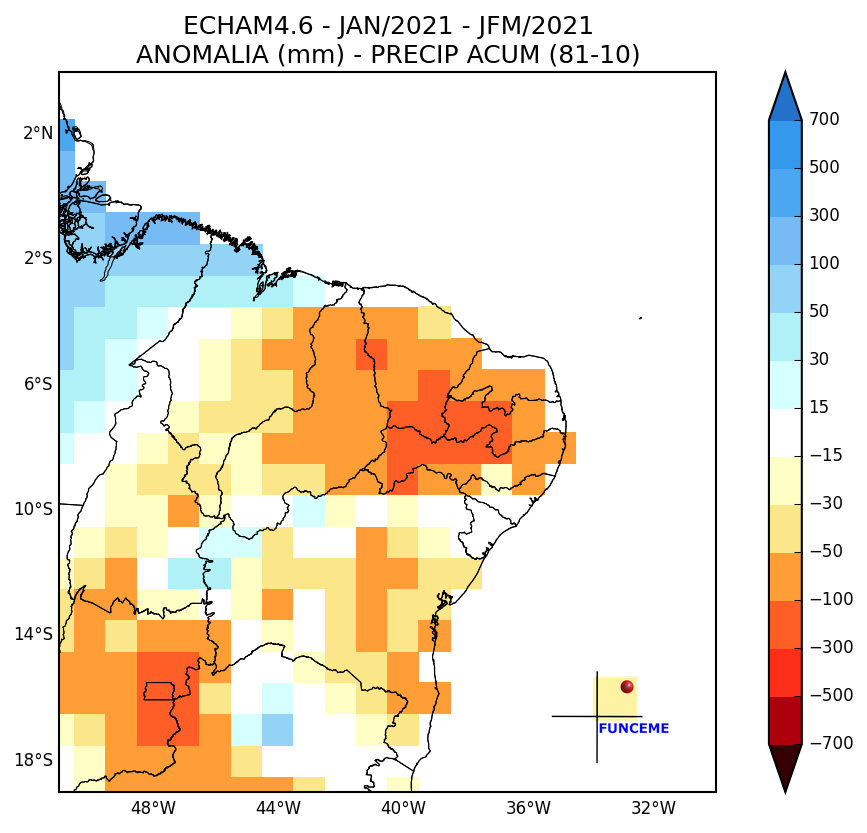 ECHAM4.6 - JAN/2021 - JFM/2021
ANOMALIA (mm) - PRECIP ACUM (81-10)
2°N
2°S
6°S
10°S
14°S
18°S
48°W 44°W 40°W 36°W 32°W
700
500
300
100
50
30
15
−15
−30
−50
−100
−300
−500
−700
FUNCEME